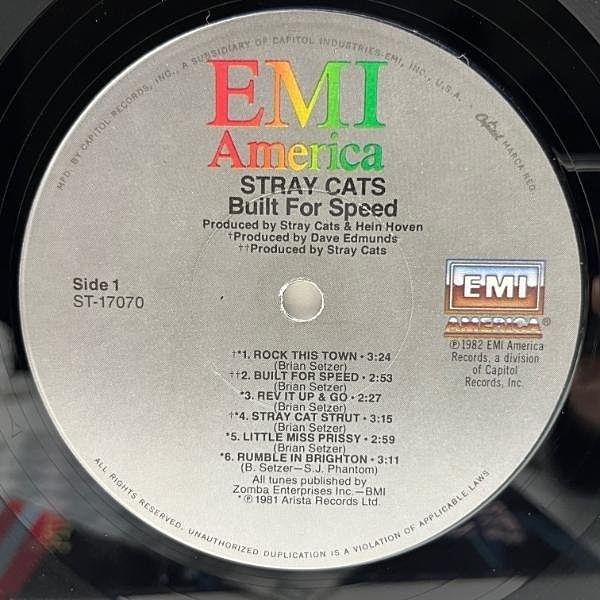 MFD. BY CAPITOL RECORDS, INC., A SUBSIDIARY OF CAPITOL INDUSTRIES-EMI, INC., U.S.A.
Capitol MARCA REG.
EMI
America
STRAY CATS
Built For Speed
Produced by Stray Cats & Hein Hoven
†Produced by Dave Edmunds
††Produced by Stray Cats
Side 1
ST-17070
EMI
AMERICA®
℗1982 EMI America
Records, a division
of Capitol
Records, Inc.
†*1. ROCK THIS TOWN • 3:24
(Brian Setzer)
††2. BUILT FOR SPEED • 2:53
(Brian Setzer)
*3. REV IT UP & GO • 2:27
(Brian Setzer)
†*4. STRAY CAT STRUT • 3:15
(Brian Setzer)
*5. LITTLE MISS PRISSY • 2:59
(Brian Setzer)
*6. RUMBLE IN BRIGHTON • 3:11
(B. Setzer—S.J. Phantom)
All tunes published by
Zomba Enterprises Inc.—BMI
*℗1981 Arista Records Ltd.
ALL RIGHTS RESERVED. UNAUTHORIZED DUPLICATION IS A VIOLATION OF APPLICABLE LAWS